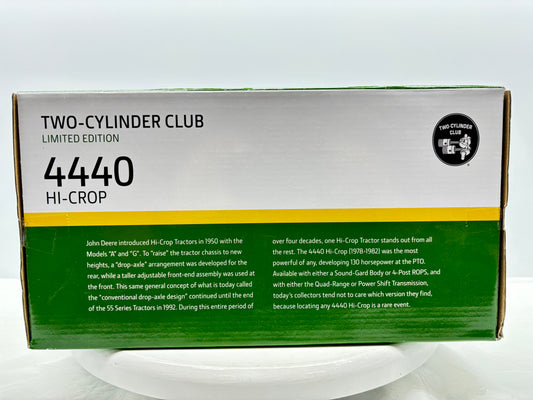 TWO-CYLINDER CLUB
LIMITED EDITION
4440
HI-CROP
TWO-CYLINDER
CLUB
John Deere introduced Hi-Crop Tractors in 1950 with the
Models "A" and "G". To "raise" the tractor chassis to new
heights, a "drop-axle" arrangement was developed for the
rear, while a taller adjustable front-end assembly was used at
the front. This same general concept of what is today called
the "conventional drop-axle design" continued until the end
of the 55 Series Tractors in 1992. During this entire period of
over four decades, one Hi-Crop Tractor stands out from all
the rest. The 4440 Hi-Crop (1978-1982) was the most
powerful of any, developing 130 horsepower at the PTO.
Available with either a Sound-Gard Body or 4-Post ROPS, and
with either the Quad-Range or Power Shift Transmission,
today's collectors tend not to care which version they find,
because locating any 4440 Hi-Crop is a rare event.